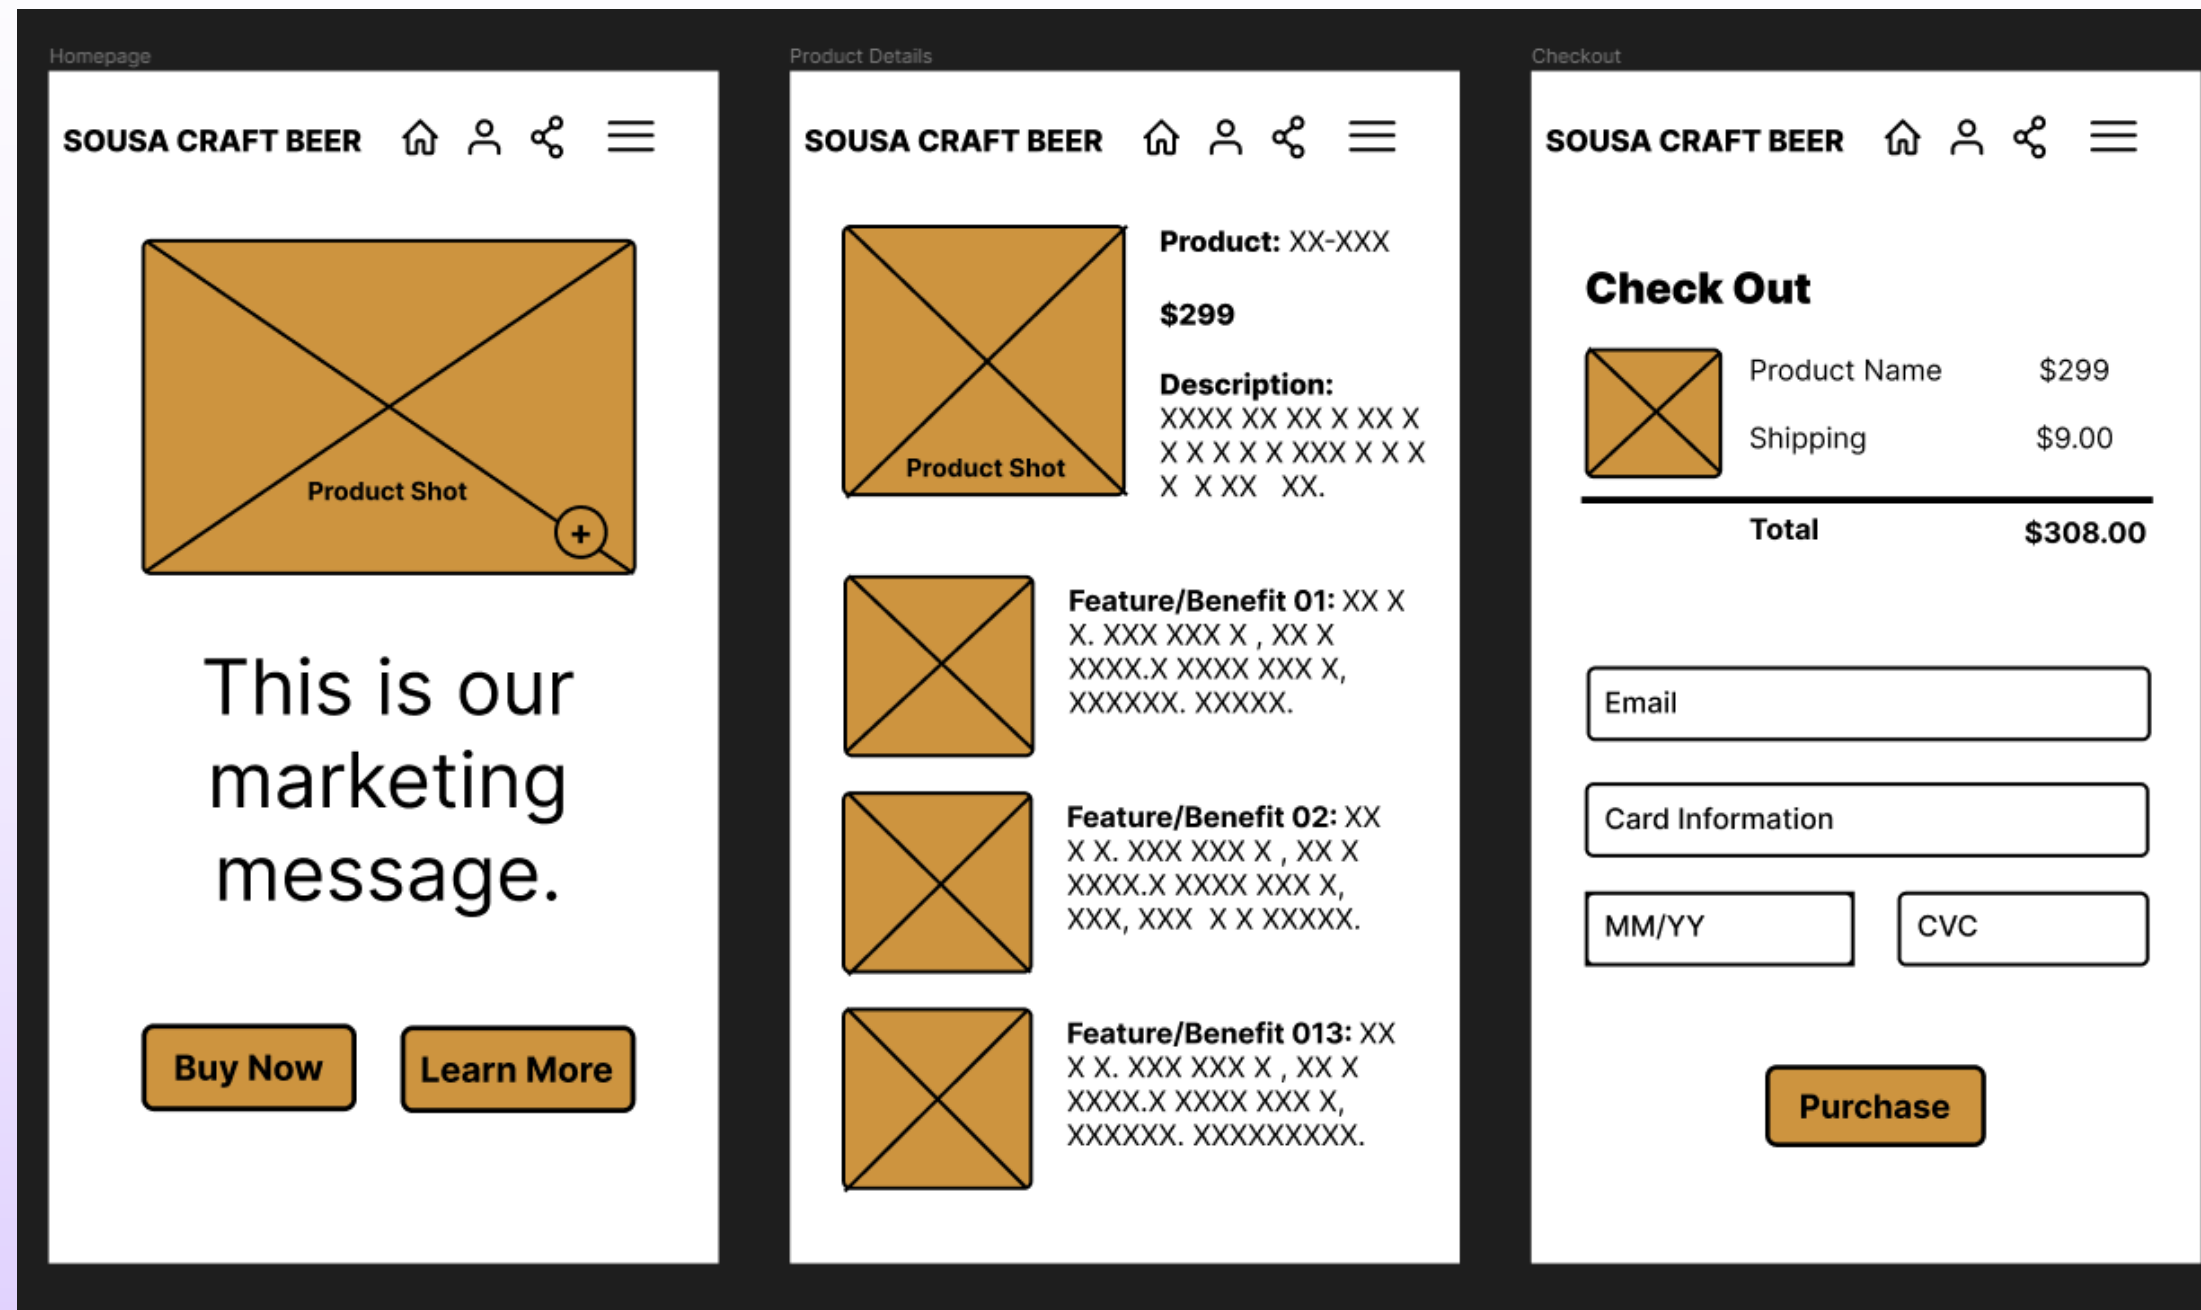 Homepage
SOUSA CRAFT BEER
Product Shot
+
This is our
marketing
message.
Buy Now
Learn More
Product Details
SOUSA CRAFT BEER
Product Shot
Product: XX-XXX
$299
Description:
XXXX XX XX X XX X
X X X X X XXX X X X
X  X XX   XX.
Feature/Benefit 01: XX X
X. XXX XXX X , XX X
XXXX.X XXXX XXX X,
XXXXXX. XXXXX.
Feature/Benefit 02: XX
X X. XXX XXX X , XX X
XXXX.X XXXX XXX X,
XXX, XXX  X X XXXXX.
Feature/Benefit 013: XX
X X. XXX XXX X , XX X
XXXX.X XXXX XXX X,
XXXXXX. XXXXXXXXX.
Checkout
SOUSA CRAFT BEER
Check Out
Product Name $299
Shipping $9.00
Total $308.00
Email
Card Information
MM/YY
CVC
Purchase